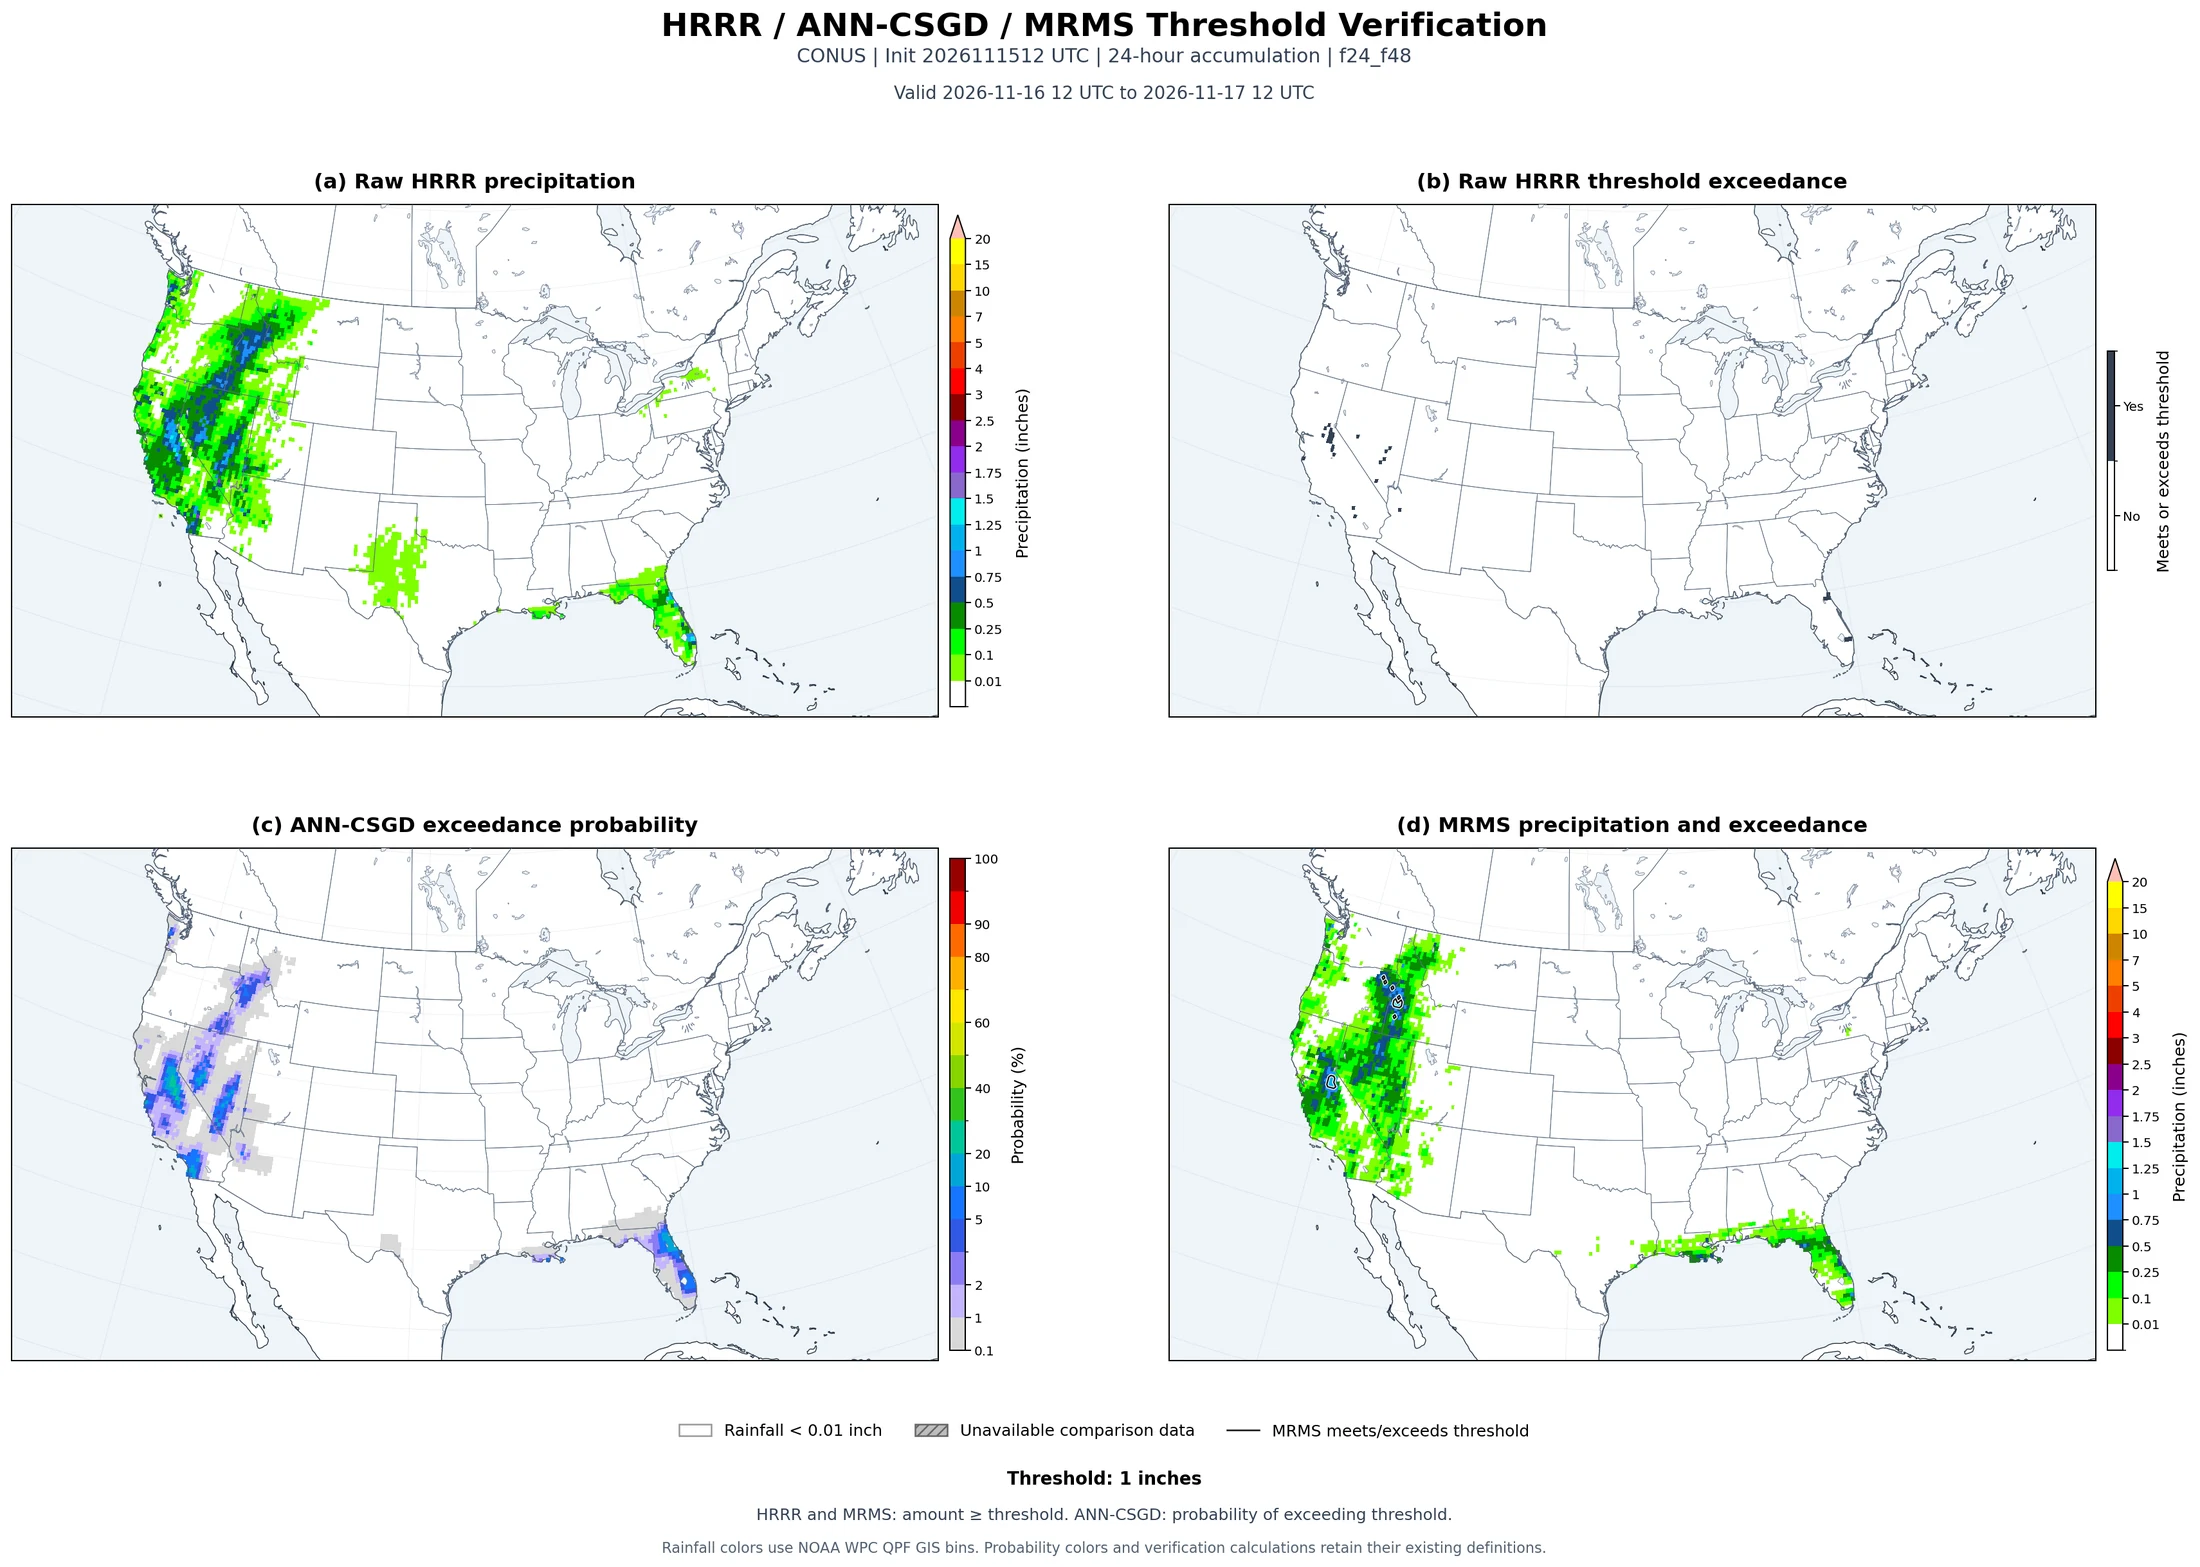 HRRR / ANN-CSGD / MRMS Threshold Verification
CONUS | Init 2026111512 UTC | 24-hour accumulation | f24_f48
Valid 2026-11-16 12 UTC to 2026-11-17 12 UTC
(a) Raw HRRR precipitation
20
15
10
7
5
4
3
2.5
2
1.75
1.5
1.25
1
0.75
0.5
0.25
0.1
0.01
Precipitation (inches)
(b) Raw HRRR threshold exceedance
Yes
No
Meets or exceeds threshold
(c) ANN-CSGD exceedance probability
100
90
80
60
40
20
10
5
2
1
0.1
Probability (%)
(d) MRMS precipitation and exceedance
20
15
10
7
5
4
3
2.5
2
1.75
1.5
1.25
1
0.75
0.5
0.25
0.1
0.01
Precipitation (inches)
Rainfall < 0.01 inch
Unavailable comparison data
MRMS meets/exceeds threshold
Threshold: 1 inches
HRRR and MRMS: amount ≥ threshold. ANN-CSGD: probability of exceeding threshold.
Rainfall colors use NOAA WPC QPF GIS bins. Probability colors and verification calculations retain their existing definitions.